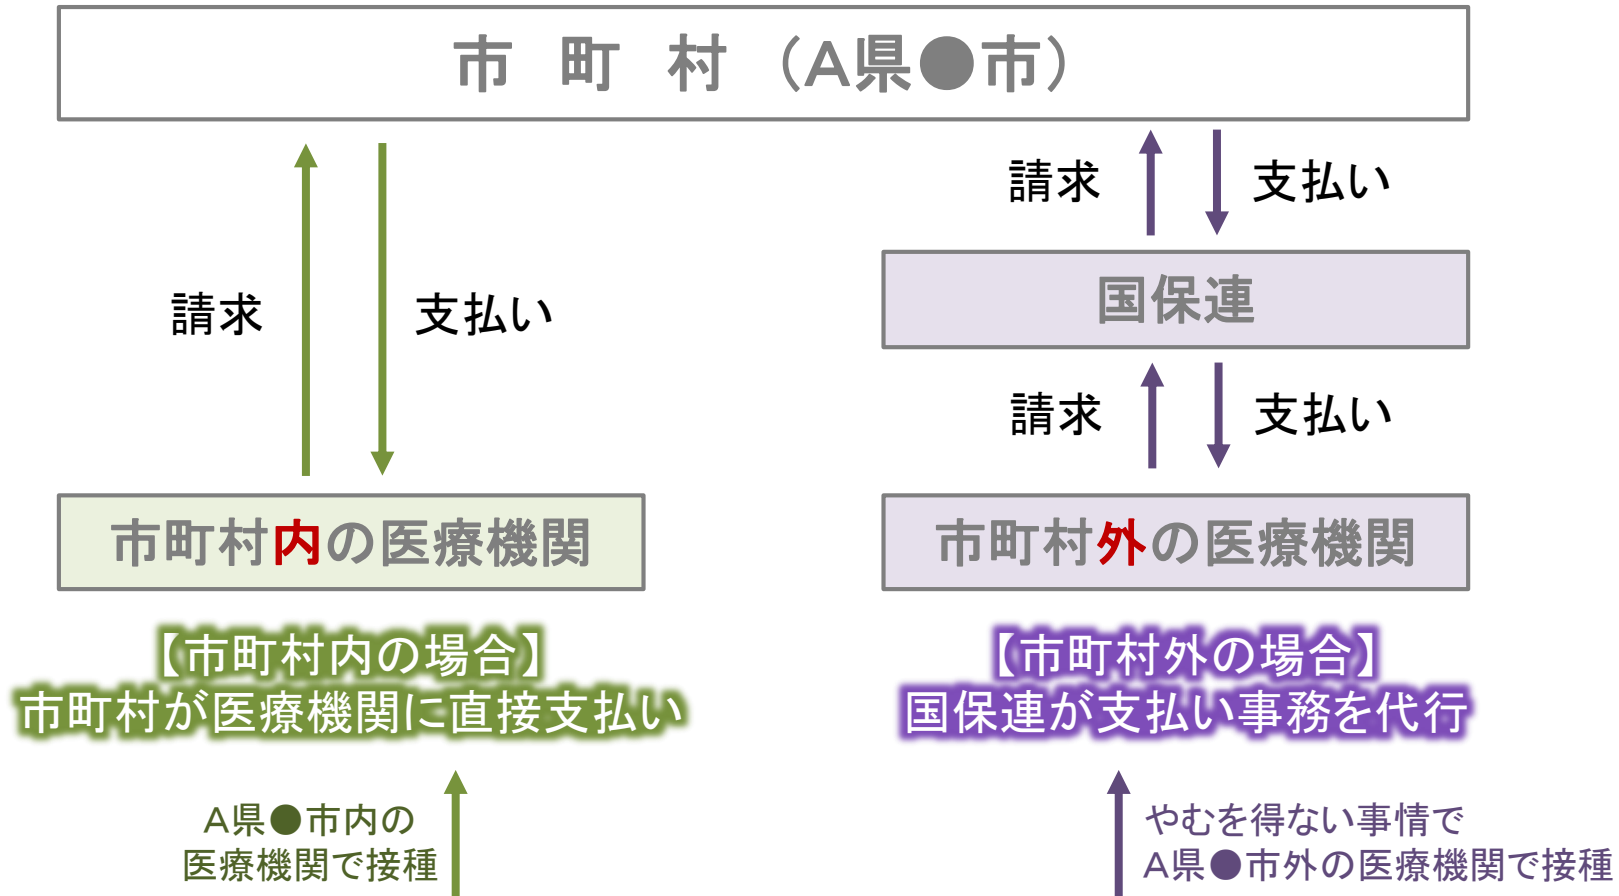 市　町　村　（A県●市）
請求
支払い
請求
支払い
国保連
請求
支払い
市町村内の医療機関
市町村外の医療機関
【市町村内の場合】
市町村が医療機関に直接支払い
【市町村外の場合】
国保連が支払い事務を代行
A県●市内の
医療機関で接種
やむを得ない事情で
A県●市外の医療機関で接種